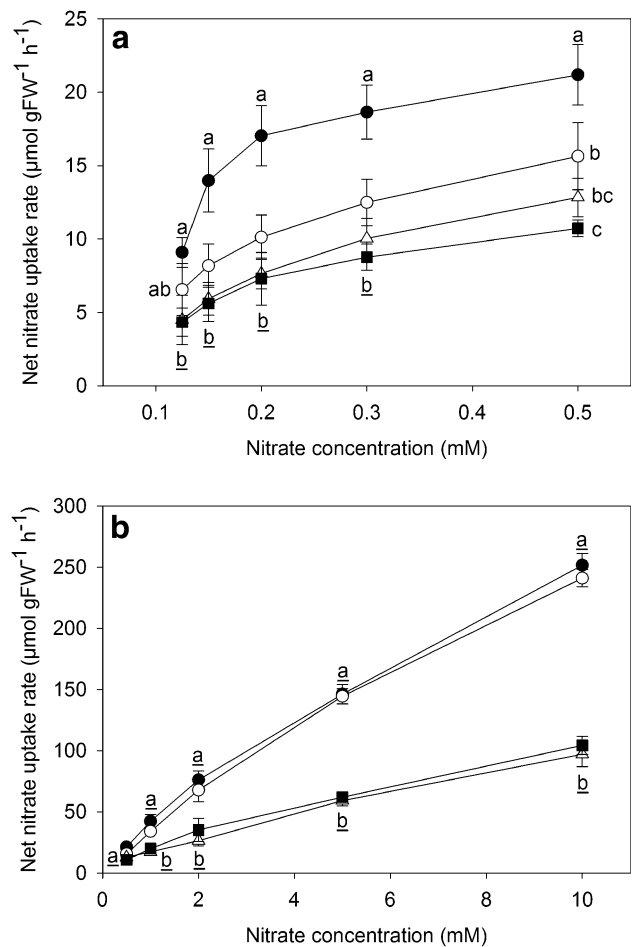 a
25
20
15
10
5
0
Net nitrate uptake rate (µmol gFW⁻¹ h⁻¹)
a
a
a
a
a
b
bc
c
ab
b
b
b
b
0.1 0.2 0.3 0.4 0.5
Nitrate concentration (mM)
b
300
250
200
150
100
50
0
Net nitrate uptake rate (µmol gFW⁻¹ h⁻¹)
a
a
a
a
a
b
b
b
b
0 2 4 6 8 10
Nitrate concentration (mM)